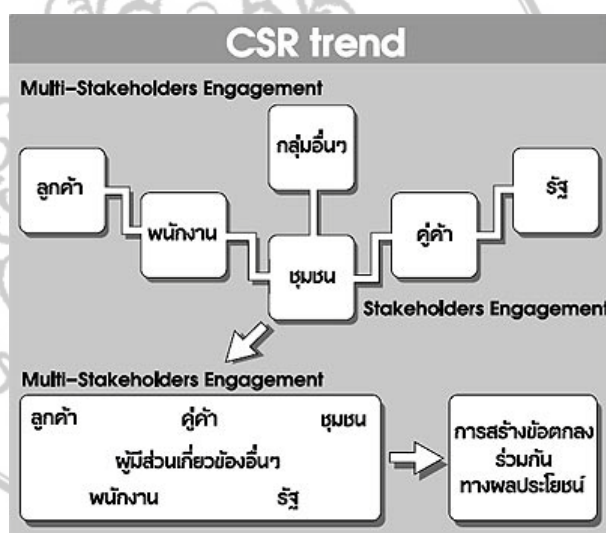 CSR trend
Multi-Stakeholders Engagement
กลุ่มอื่นๆ
ลูกค้า
รัฐ
พนักงาน
คู่ค้า
ชุมชน
Stakeholders Engagement
Multi-Stakeholders Engagement
ลูกค้า คู่ค้า ชุมชน
ผู้มีส่วนเกี่ยวข้องอื่นๆ
พนักงาน รัฐ
การสร้างข้อตกลง
ร่วมกัน
ทางผลประโยชน์